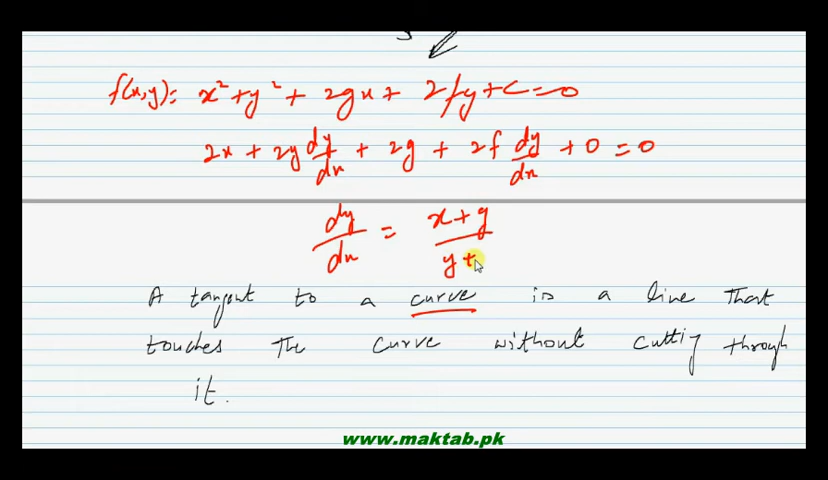 f(x,y): x² + y² + 2gx + 2fy + c = 0
2x + 2y dy/dx + 2g + 2f dy/dx + 0 = 0
dy/dx = x + g / y +
A tangent to a curve is a line that
touches the curve without cutting through
it.
www.maktab.pk